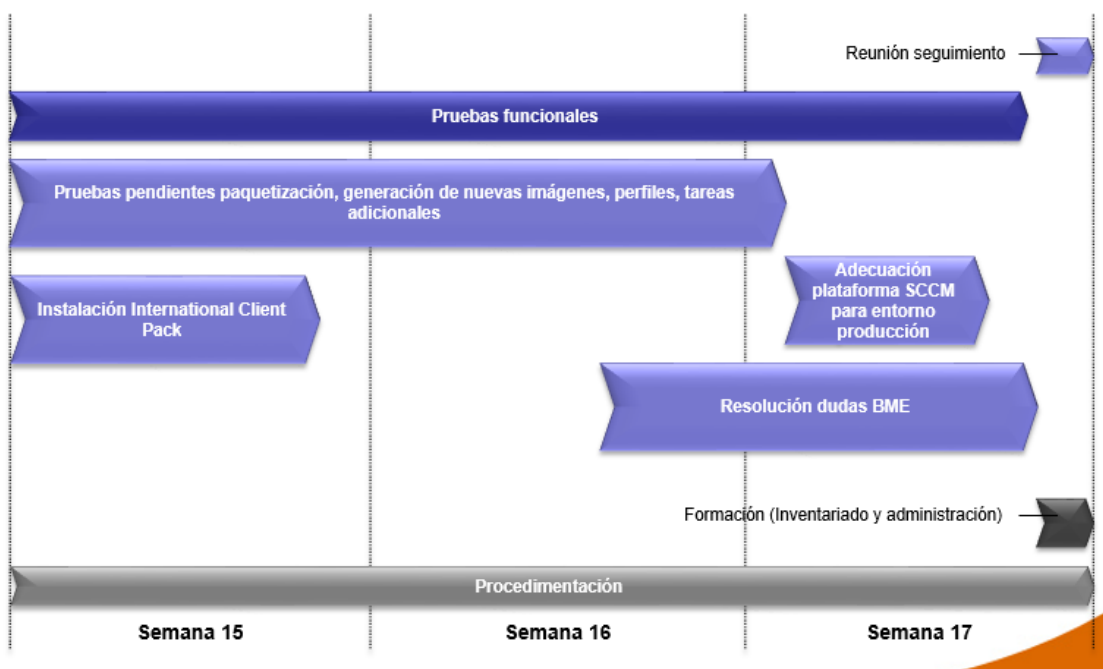 Reunión seguimiento
Pruebas funcionales
Pruebas pendientes paquetización, generación de nuevas imágenes, perfiles, tareas
adicionales
Adecuación
plataforma SCCM
para entorno
producción
Instalación International Client
Pack
Resolución dudas BME
Formación (Inventariado y administración)
Procedimentación
Semana 15
Semana 16
Semana 17